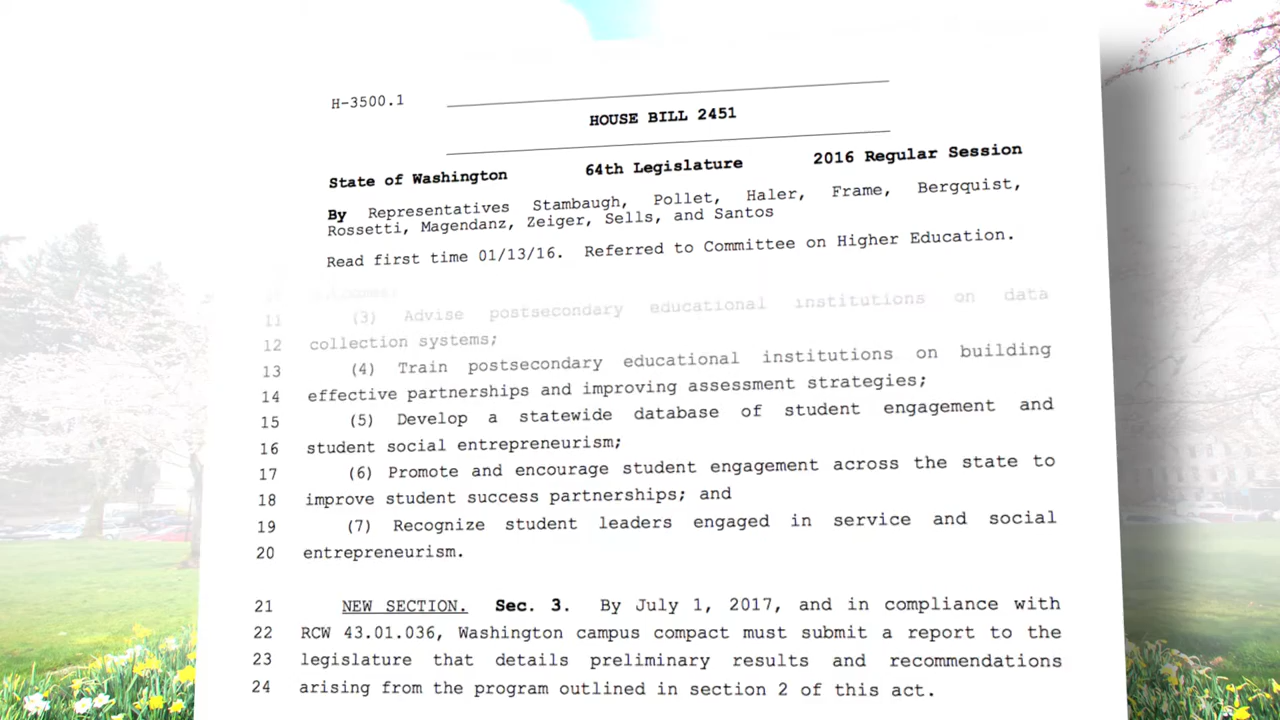 H-3500.1
HOUSE BILL 2451
State of Washington 64th Legislature 2016 Regular Session
By Representatives Stambaugh, Pollet, Haler, Frame, Bergquist,
Rossetti, Magendanz, Zeiger, Sells, and Santos
Read first time 01/13/16. Referred to Committee on Higher Education.
outcomes;
11 (3) Advise postsecondary educational institutions on data
12 collection systems;
13 (4) Train postsecondary educational institutions on building
14 effective partnerships and improving assessment strategies;
15 (5) Develop a statewide database of student engagement and
16 student social entrepreneurism;
17 (6) Promote and encourage student engagement across the state to
18 improve student success partnerships; and
19 (7) Recognize student leaders engaged in service and social
20 entrepreneurism.
21 NEW SECTION. Sec. 3. By July 1, 2017, and in compliance with
22 RCW 43.01.036, Washington campus compact must submit a report to the
23 legislature that details preliminary results and recommendations
24 arising from the program outlined in section 2 of this act.